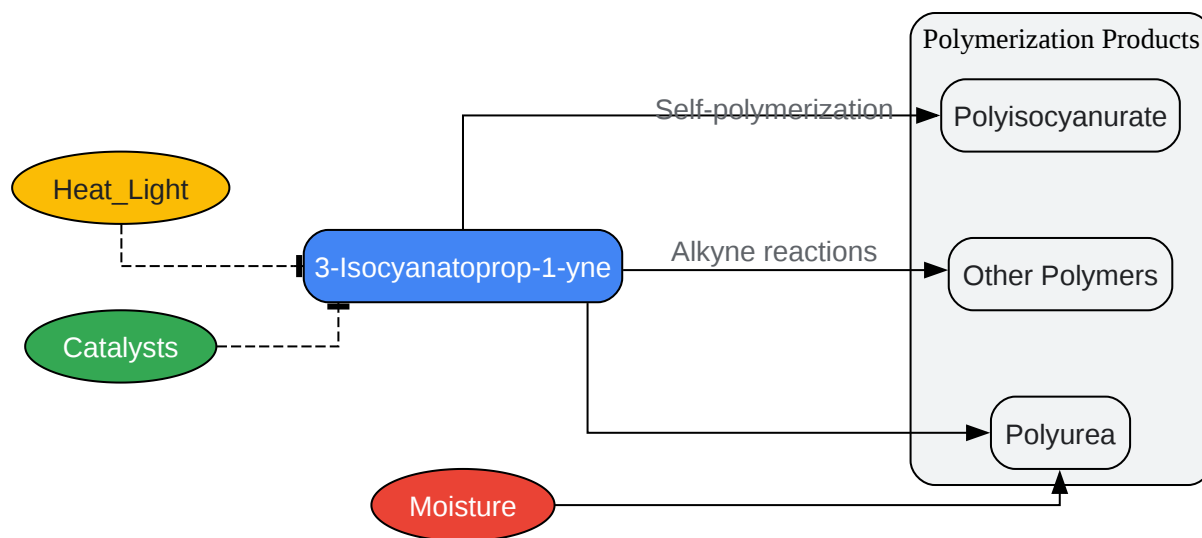 Polymerization Products
Self-polymerization
Polyisocyanurate
Heat_Light
3-Isocyanatoprop-1-yne
Alkyne reactions
Other Polymers
Catalysts
Polyurea
Moisture